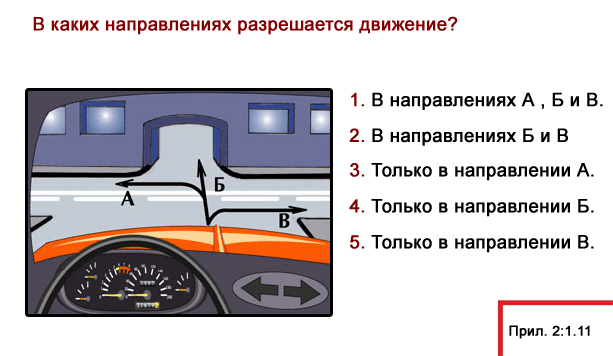 В каких направлениях разрешается движение?
1. В направлениях А , Б и В.
2. В направлениях Б и В
3. Только в направлении А.
4. Только в направлении Б.
5. Только в направлении В.
А
Б
В
Прил. 2:1.11